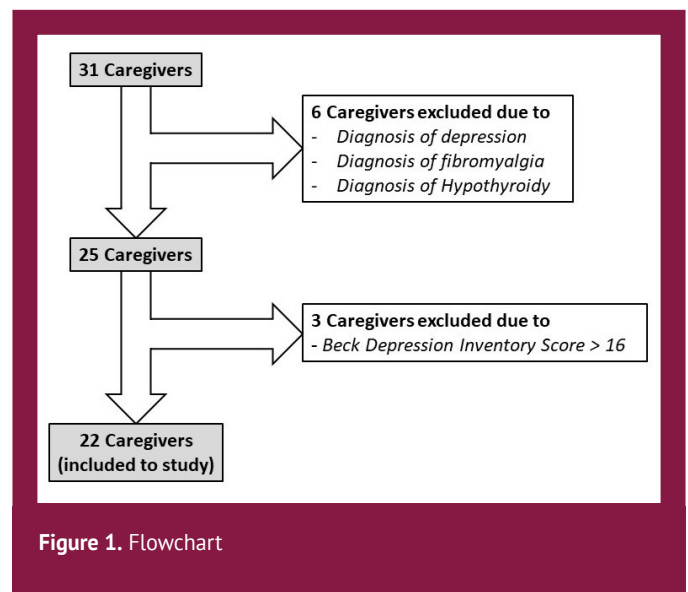 31 Caregivers
6 Caregivers excluded due to
- Diagnosis of depression
- Diagnosis of fibromyalgia
- Diagnosis of Hypothyroidy
25 Caregivers
3 Caregivers excluded due to
- Beck Depression Inventory Score > 16
22 Caregivers
(included to study)
Figure 1. Flowchart